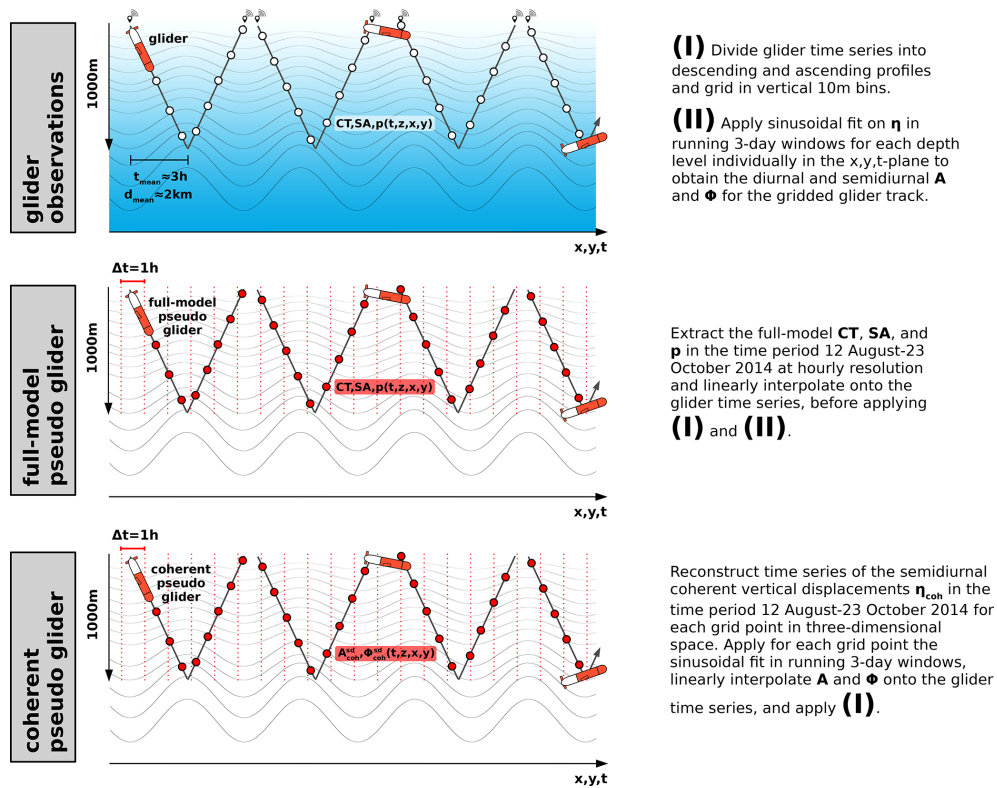 glider
observations
glider
1000m
CT,SA,p(t,z,x,y)
t_mean≈3h
d_mean≈2km
x,y,t
(I) Divide glider time series into
descending and ascending profiles
and grid in vertical 10m bins.
(II) Apply sinusoidal fit on η in
running 3-day windows for each depth
level individually in the x,y,t-plane to
obtain the diurnal and semidiurnal A
and Φ for the gridded glider track.
full-model
pseudo glider
Δt=1h
full-model
pseudo
glider
1000m
CT,SA,p(t,z,x,y)
x,y,t
Extract the full-model CT, SA, and
p in the time period 12 August-23
October 2014 at hourly resolution
and linearly interpolate onto the
glider time series, before applying
(I) and (II).
coherent
pseudo glider
Δt=1h
coherent
pseudo
glider
1000m
A^sd_coh,Φ^sd_coh(t,z,x,y)
x,y,t
Reconstruct time series of the semidiurnal
coherent vertical displacements η_coh in the
time period 12 August-23 October 2014 for
each grid point in three-dimensional
space. Apply for each grid point the
sinusoidal fit in running 3-day windows,
linearly interpolate A and Φ onto the glider
time series, and apply (I).